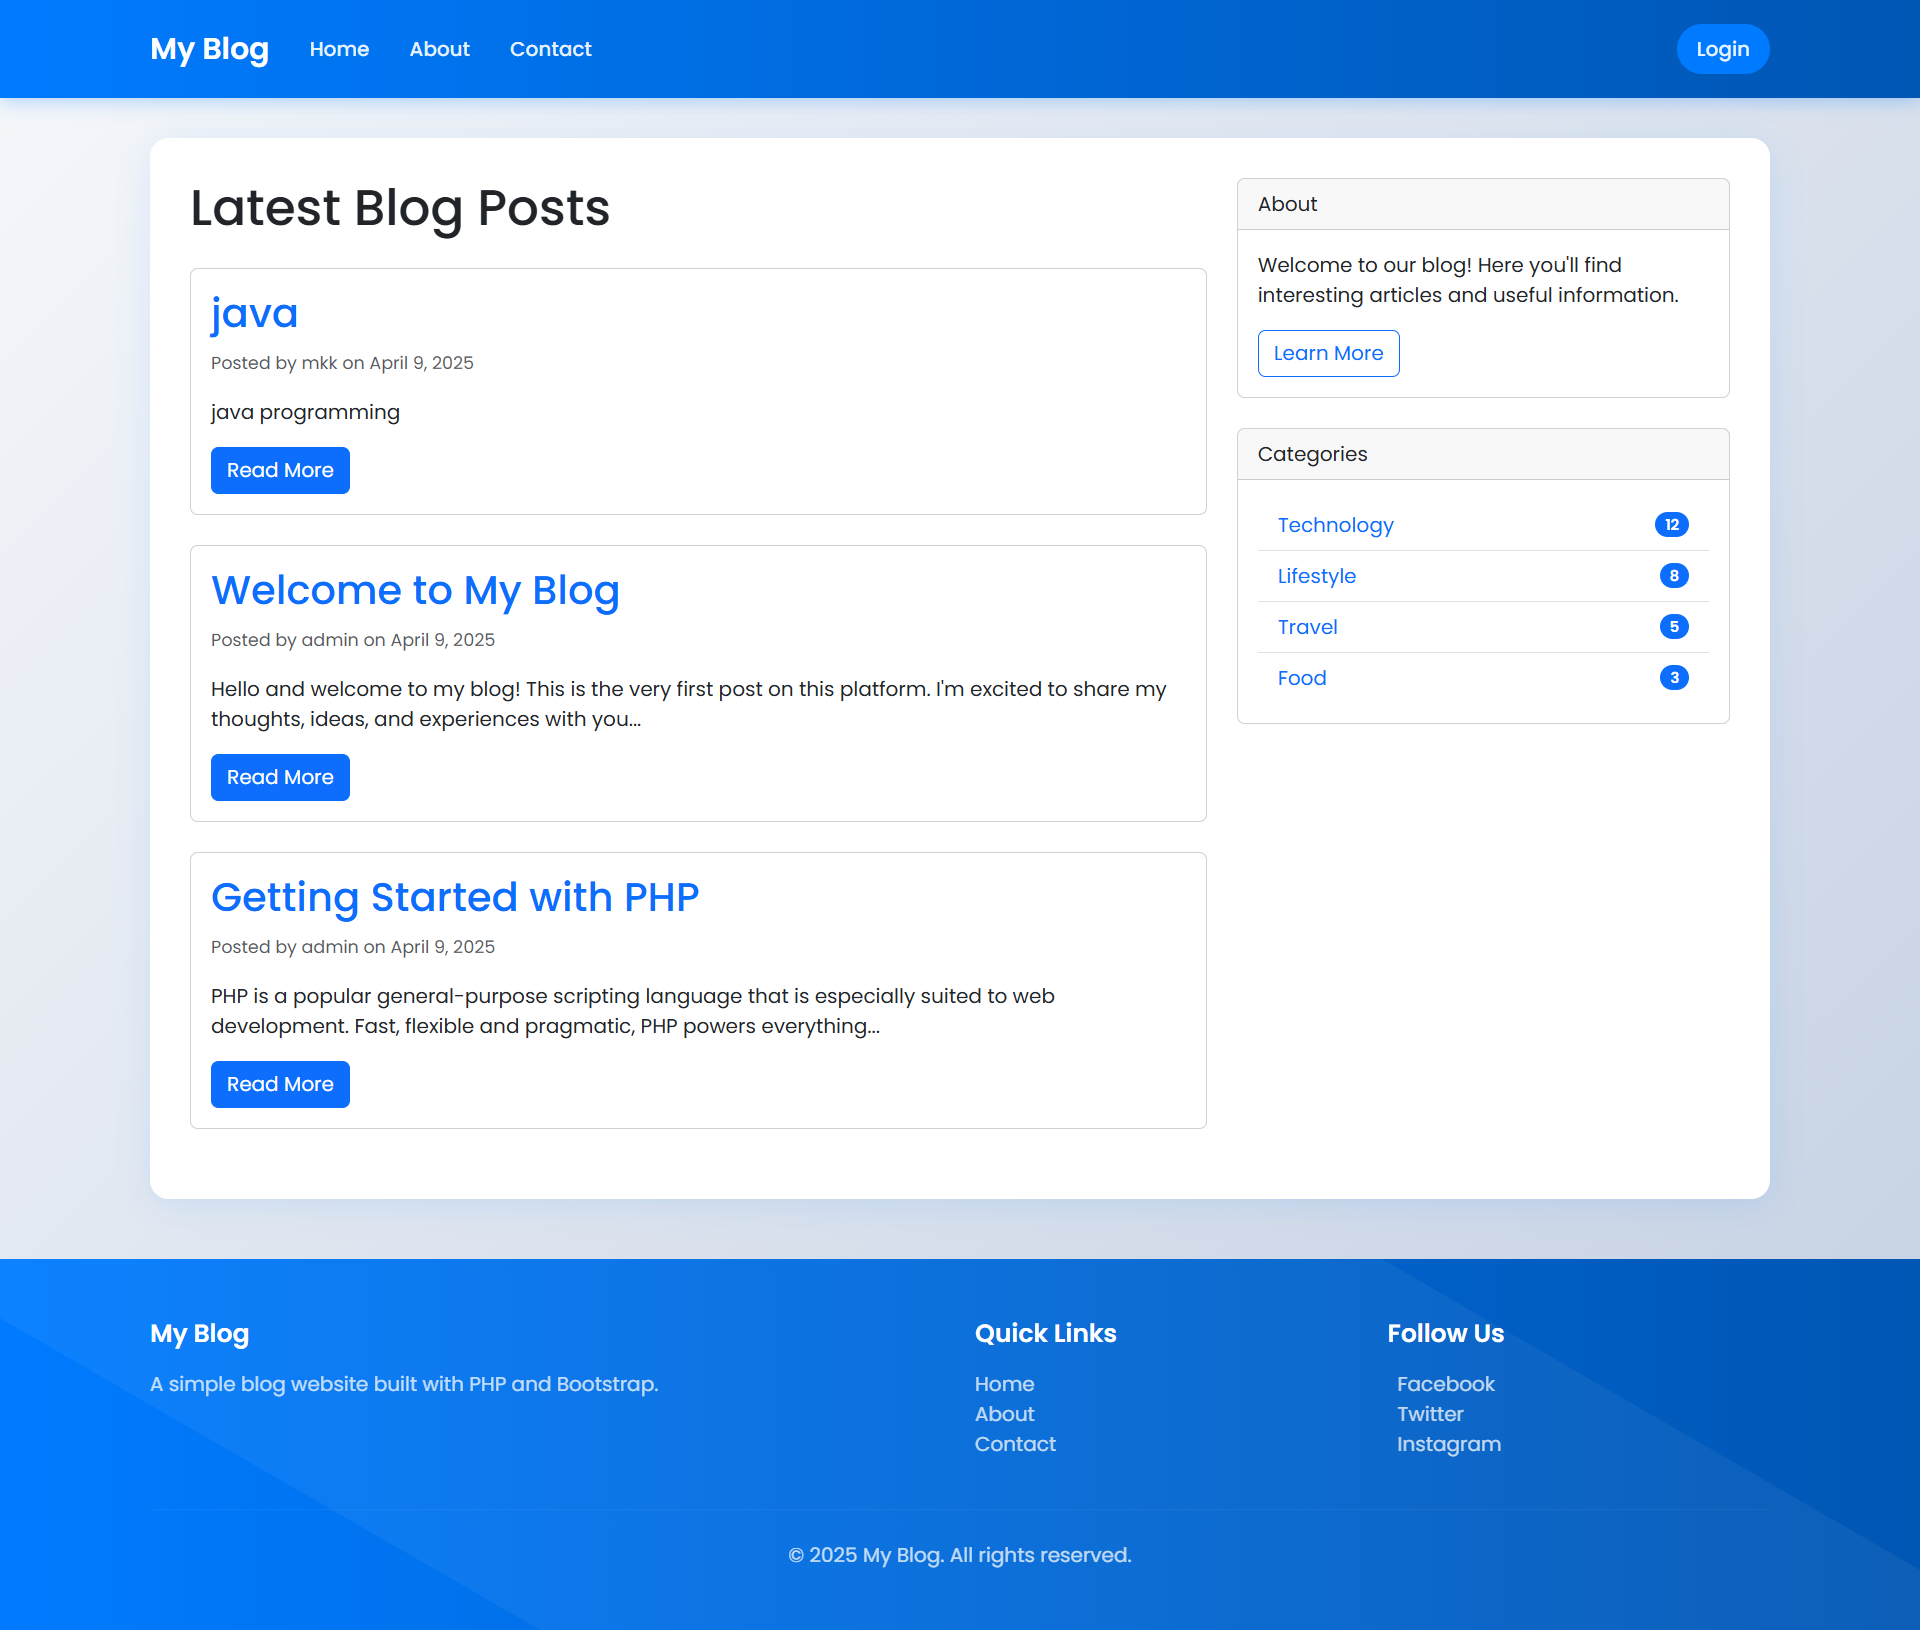 My Blog
Home
About
Contact
Login
Latest Blog Posts
java
Posted by mkk on April 9, 2025
java programming
Read More
Welcome to My Blog
Posted by admin on April 9, 2025
Hello and welcome to my blog! This is the very first post on this platform. I'm excited to share my
thoughts, ideas, and experiences with you...
Read More
Getting Started with PHP
Posted by admin on April 9, 2025
PHP is a popular general-purpose scripting language that is especially suited to web
development. Fast, flexible and pragmatic, PHP powers everything...
Read More
About
Welcome to our blog! Here you'll find
interesting articles and useful information.
Learn More
Categories
Technology 12
Lifestyle 8
Travel 5
Food 3
My Blog
A simple blog website built with PHP and Bootstrap.
Quick Links
Home
About
Contact
Follow Us
Facebook
Twitter
Instagram
© 2025 My Blog. All rights reserved.